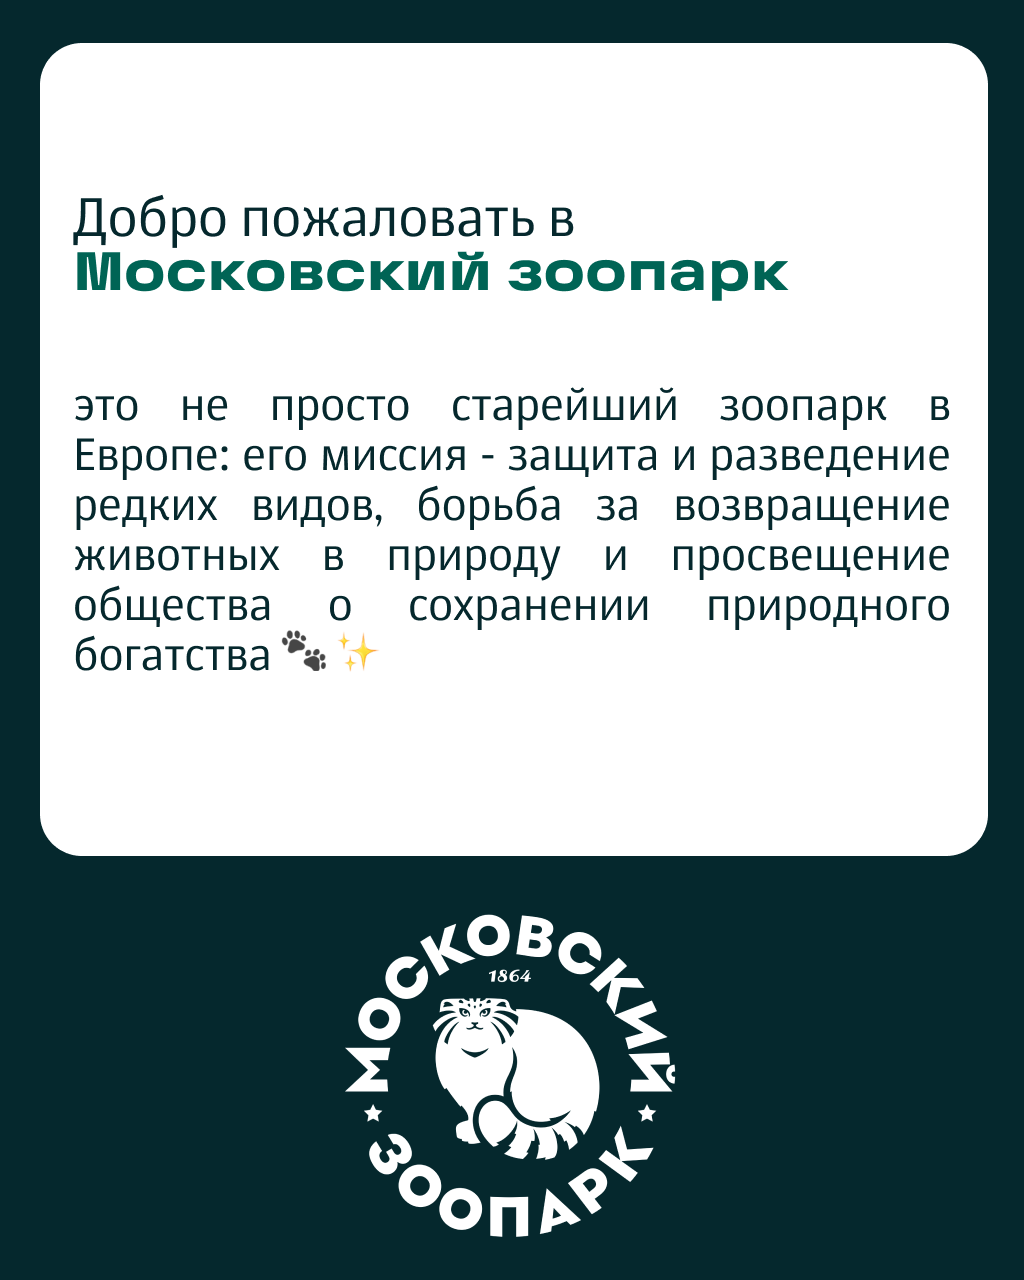 Добро пожаловать в
Московский зоопарк
это не просто старейший зоопарк в
Европе: его миссия - защита и разведение
редких видов, борьба за возвращение
животных в природу и просвещение
общества о сохранении природного
богатства 🐾 ✨
МОСКОВСКИЙ
1864
ЗООПАРК